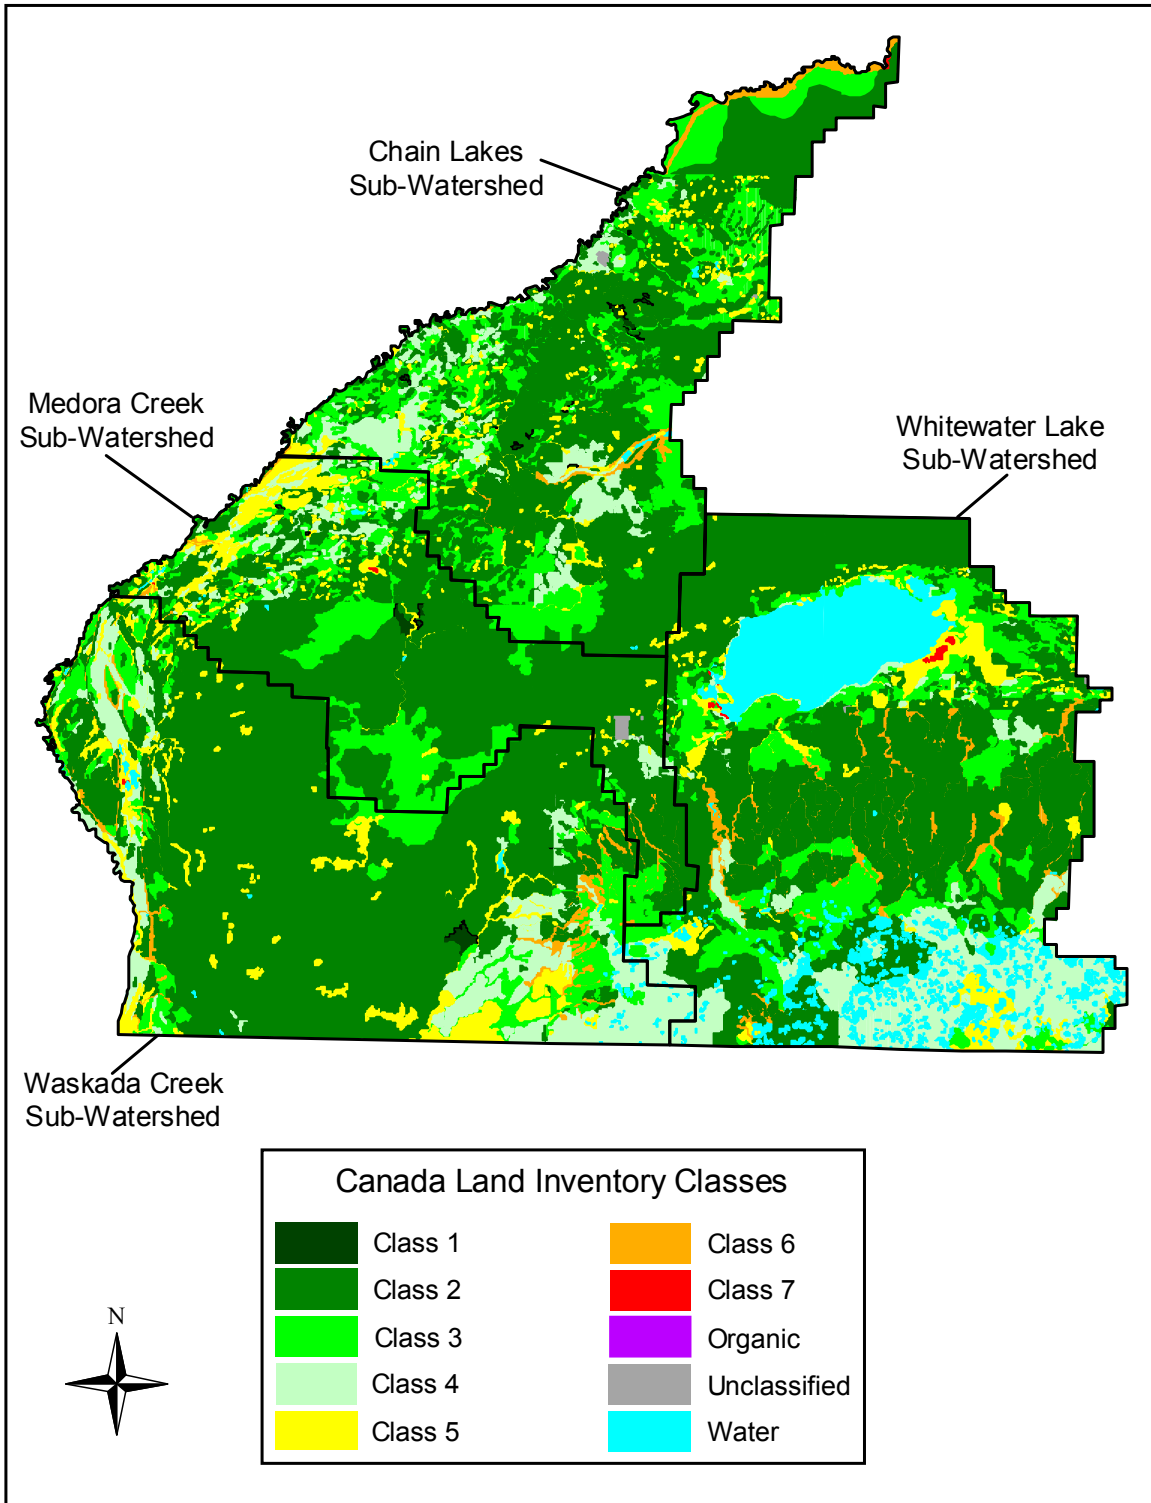 Chain Lakes
Sub-Watershed
Medora Creek
Sub-Watershed
Whitewater Lake
Sub-Watershed
Waskada Creek
Sub-Watershed
Canada Land Inventory Classes
Class 1
Class 2
Class 3
Class 4
Class 5
Class 6
Class 7
Organic
Unclassified
Water
N